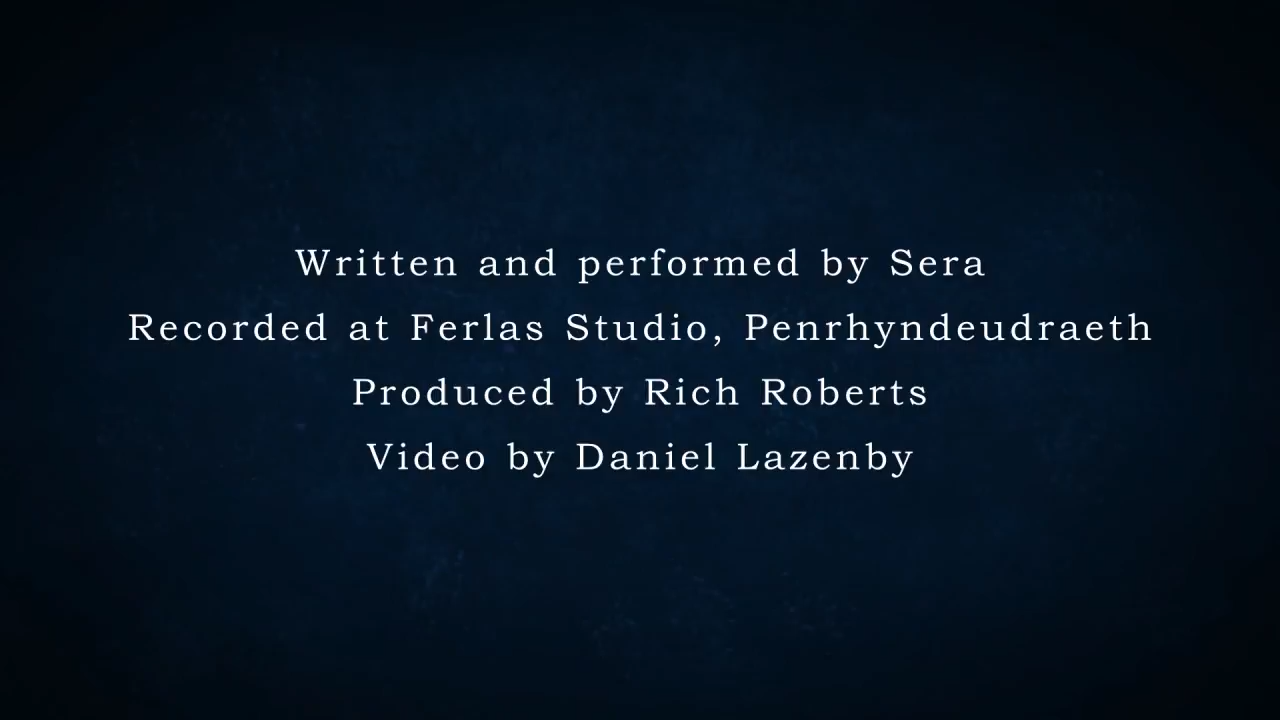 Written and performed by Sera
Recorded at Ferlas Studio, Penrhyndeudraeth
Produced by Rich Roberts
Video by Daniel Lazenby